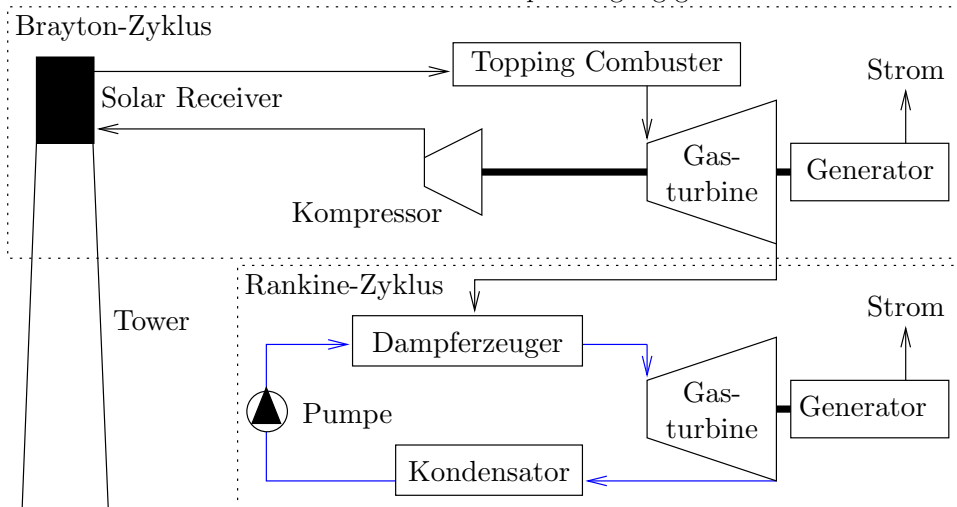 Brayton-Zyklus
Topping Combuster
Strom
Solar Receiver
Gas-
turbine
Generator
Kompressor
Rankine-Zyklus
Strom
Tower
Dampferzeuger
Gas-
turbine
Generator
Pumpe
Kondensator